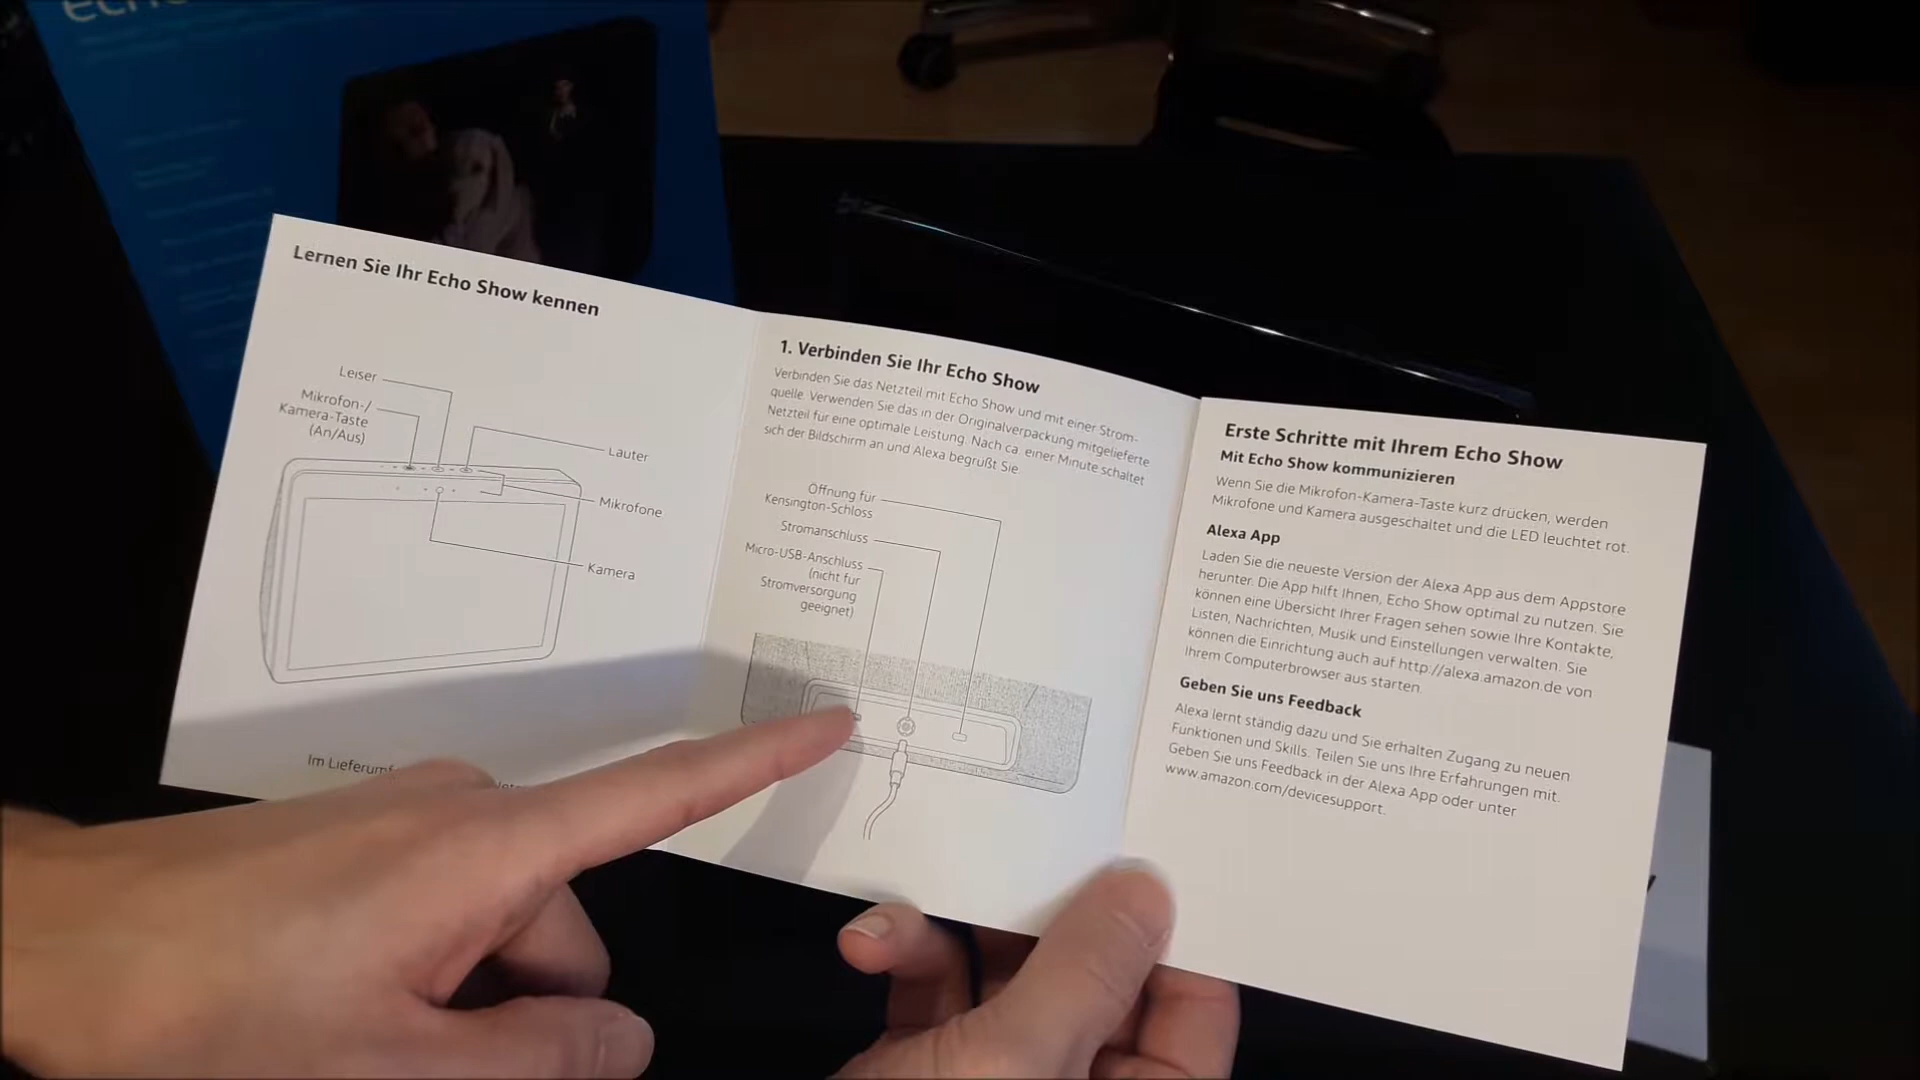 Lernen Sie Ihr Echo Show kennen
Leiser
Mikrofon-/
Kamera-Taste
(An/Aus)
Lauter
Mikrofone
Kamera
Im
1. Verbinden Sie Ihr Echo Show
Verbinden Sie das Netzteil mit Echo Show und mit einer Strom-
quelle. Verwenden Sie das in der Originalverpackung mitgelieferte
Netzteil für eine optimale Leistung. Nach ca. einer Minute schaltet
sich der Bildschirm an und Alexa begrüßt Sie.
Öffnung für
Kensington-Schloss
Stromanschluss
Micro-USB-Anschluss
(nicht für
Stromversorgung
geeignet)
Erste Schritte mit Ihrem Echo Show
Mit Echo Show kommunizieren
Wenn Sie die Mikrofon-Kamera-Taste kurz drücken, werden
Mikrofone und Kamera ausgeschaltet und die LED leuchtet rot.
Alexa App
Laden Sie die neueste Version der Alexa App aus dem Appstore
herunter. Die App hilft Ihnen, Echo Show optimal zu nutzen. Sie
können eine Übersicht Ihrer Fragen sehen sowie Ihre Kontakte,
Listen, Nachrichten, Musik und Einstellungen verwalten. Sie
können die Einrichtung auch auf http://alexa.amazon.de von
Ihrem Computerbrowser aus starten.
Geben Sie uns Feedback
Alexa lernt ständig dazu und Sie erhalten Zugang zu neuen
Funktionen und Skills. Teilen Sie uns Ihre Erfahrungen mit.
Geben Sie uns Feedback in der Alexa App oder unter
www.amazon.com/devicesupport.